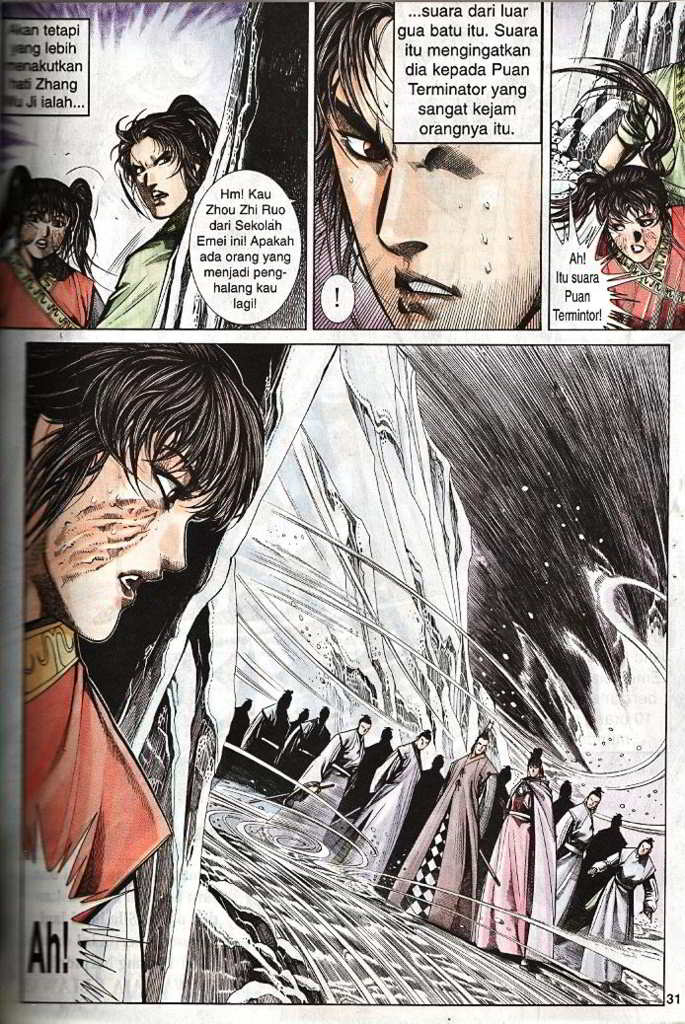 Akan tetapi
yang lebih
menakutkan
hati Zhang
Wu Ji ialah...
Hm! Kau
Zhou Zhi Ruo
dari Sekolah
Emei ini! Apakah
ada orang yang
menjadi peng-
halang kau
lagi!
...suara dari luar
gua batu itu. Suara
itu mengingatkan
dia kepada Puan
Terminator yang
sangat kejam
orangnya itu.
!
Ah!
Itu suara
Puan
Termintor!
Ah!
31